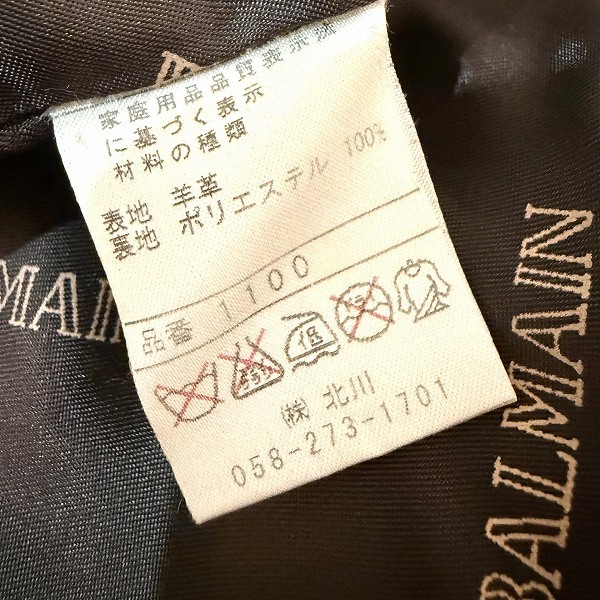 家庭用品品質表示法
に基づく表示
材料の種類
表地 羊革
裏地 ポリエステル 100%
品番 1100
低
㈱ 北川
058-273-1701
BALMAIN
MAIN